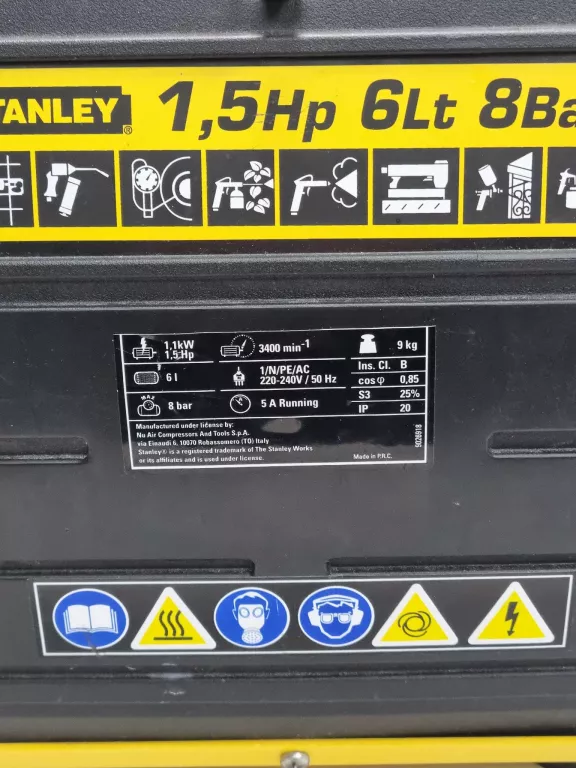 TANLEY® 1,5Hp 6Lt 8Ba
1,1kW
1,5Hp
3400 min⁻¹
9 kg
6 l
1/N/PE/AC
220-240V / 50 Hz
Ins. Cl. B
cos φ 0,85
MAX
8 bar
5 A Running
S3 25%
IP 20
Manufactured under license by:
Nu Air Compressors And Tools S.p.A.
via Einaudi 6, 10070 Robassomero (TO) Italy
Stanley® is a registered trademark of The Stanley Works
or its affiliates and is used under license.
Made in P.R.C.
5026918